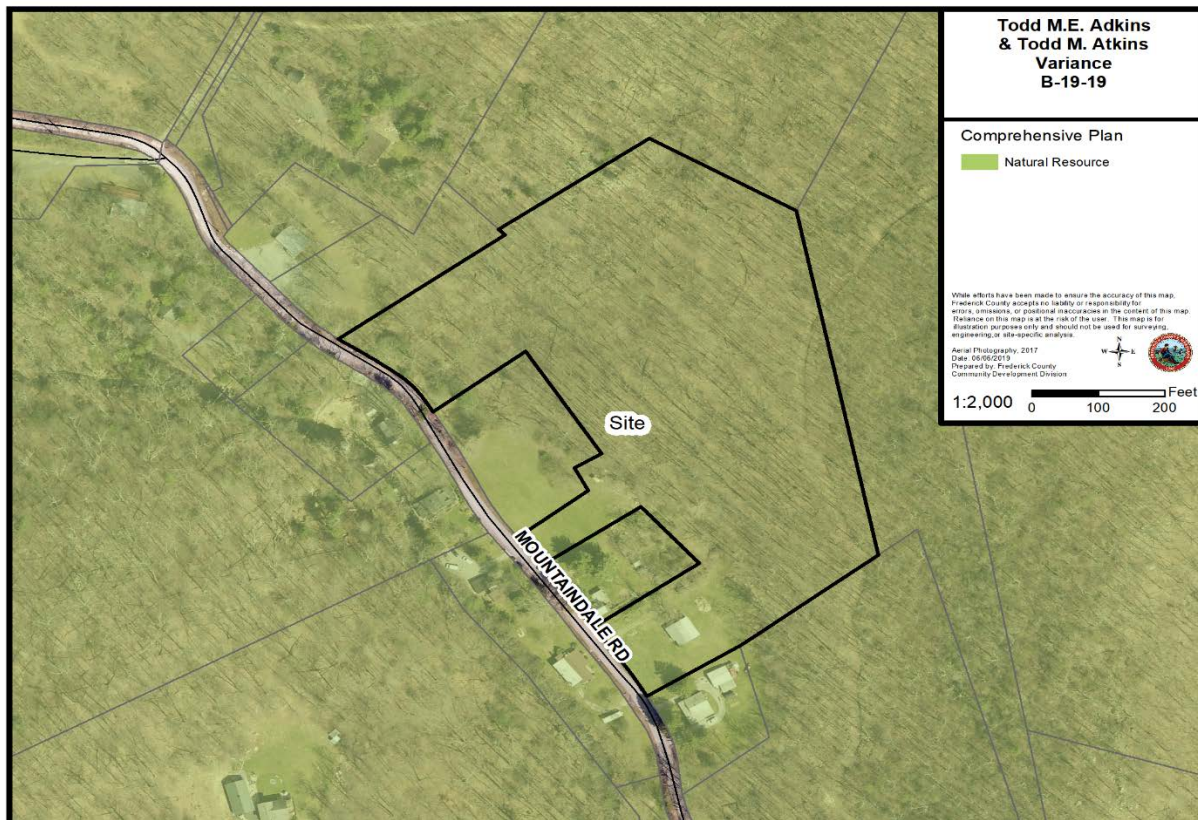 Todd M.E. Adkins
& Todd M. Atkins
Variance
B-19-19
Comprehensive Plan
Natural Resource
While efforts have been made to ensure the accuracy of this map,
Frederick County accepts no liability or responsibility for
errors, omissions, or positional inaccuracies in the content of this map.
Reliance on this map is at the risk of the user. This map is for
illustration purposes only and should not be used for surveying,
engineering,or site-specific analysis.
Aerial Photography, 2017
Date: 06/06/2019
Prepared by: Frederick County
Community Development Division
N
W E
S
1:2,000
Feet
0 100 200
Site
MOUNTAINDALE RD